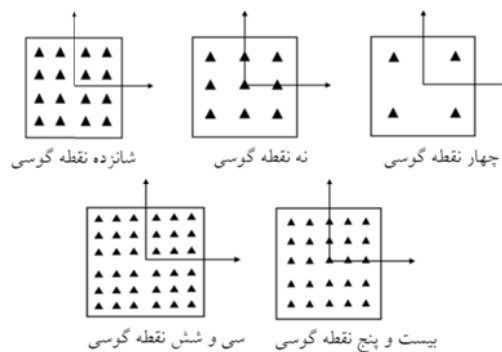 چهار نقطه گوسی
نه نقطه گوسی
شانزده نقطه گوسی
بیست و پنج نقطه گوسی
سی و شش نقطه گوسی